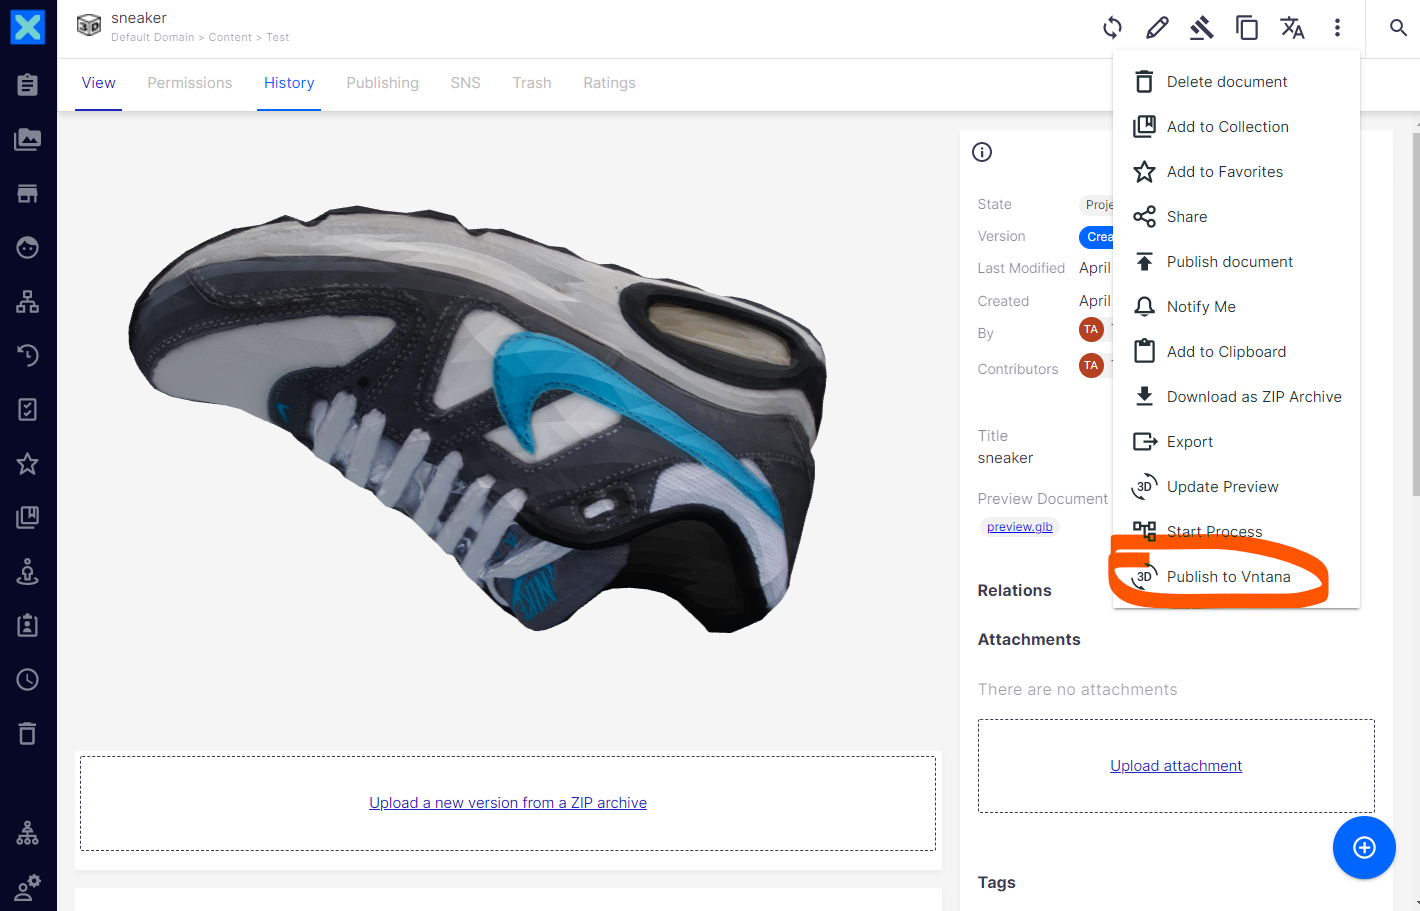 sneaker
Default Domain > Content > Test
View
Permissions
History
Publishing
SNS
Trash
Ratings
Delete document
Add to Collection
Add to Favorites
Share
Publish document
Notify Me
Add to Clipboard
Download as ZIP Archive
Export
3D Update Preview
Start Process
3D Publish to Vntana
State Proje
Version Crea
Last Modified April
Created April
By TA
Contributors TA
Title
sneaker
Preview Document
preview.glb
Relations
Attachments
There are no attachments
Upload attachment
Tags
Upload a new version from a ZIP archive